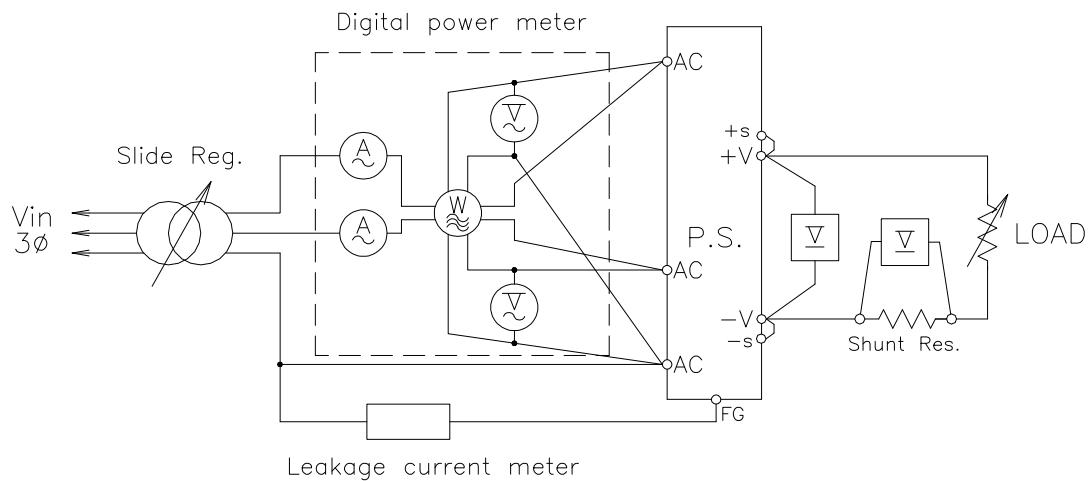 Digital power meter
Slide Reg.
Vin
3ø
A
A
W
V
V
AC
AC
AC
P.S.
+s
+V
−V
−s
FG
V
V
LOAD
Shunt Res.
Leakage current meter